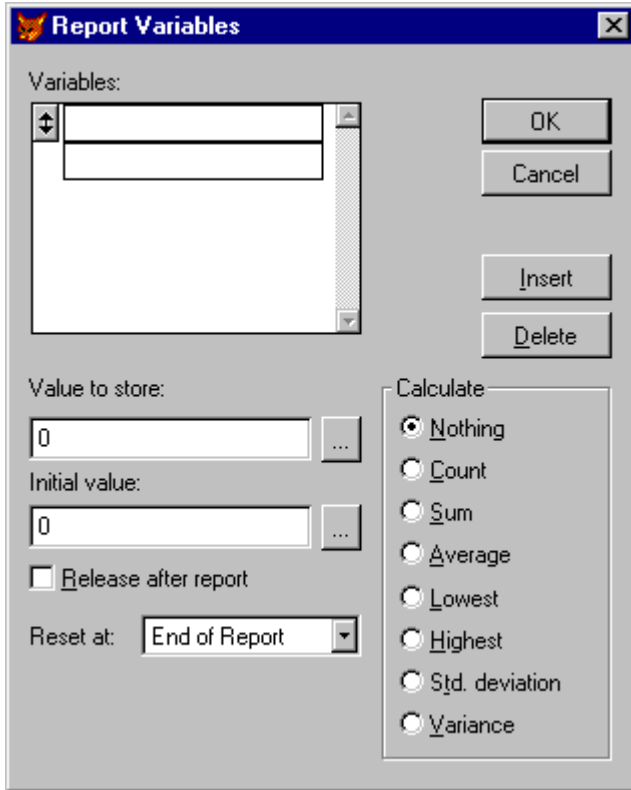 Report Variables
Variables:
OK
Cancel
Insert
Delete
Value to store:
0
...
Initial value:
0
...
Release after report
Reset at: End of Report
Calculate
Nothing
Count
Sum
Average
Lowest
Highest
Std. deviation
Variance